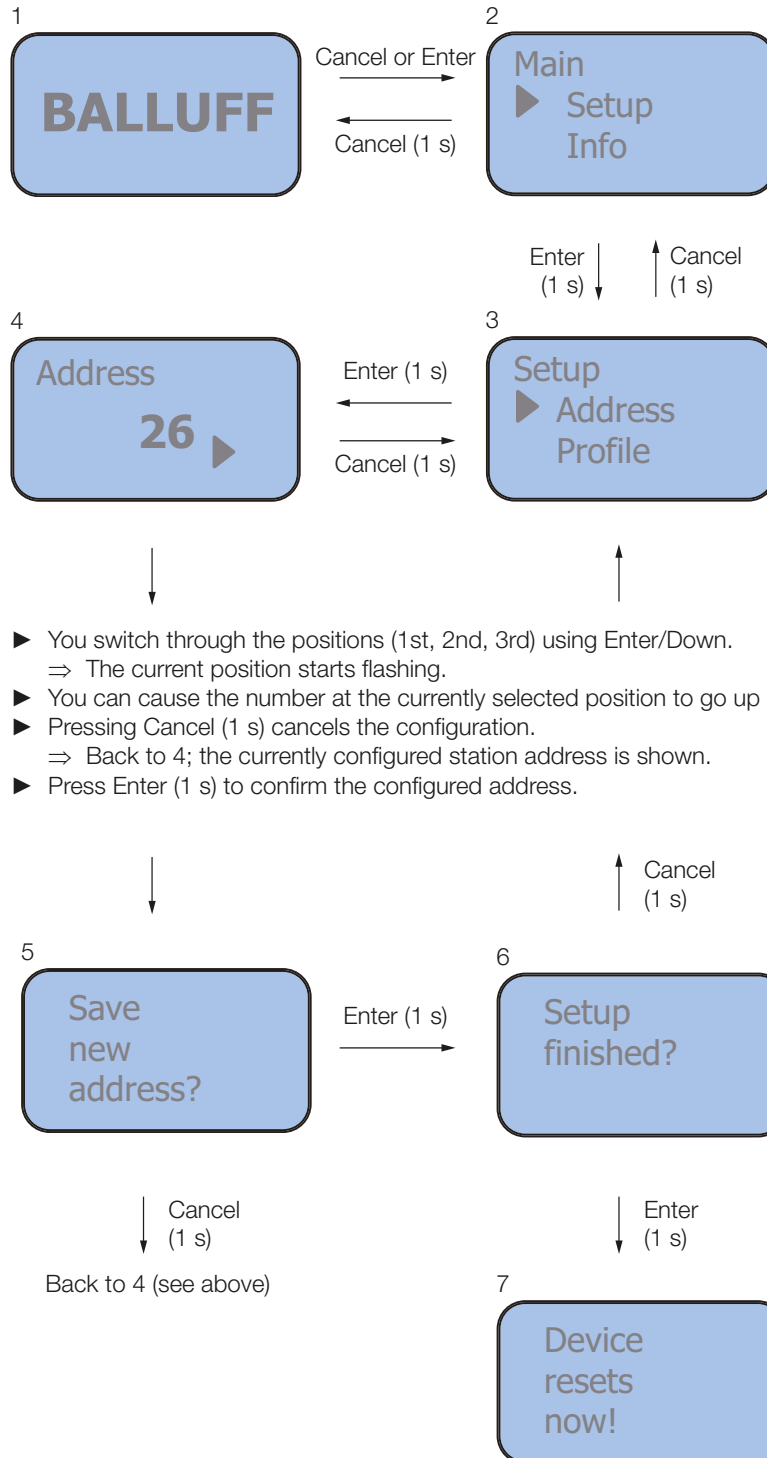 1
BALLUFF
Cancel or Enter
Cancel (1 s)
2
Main
▶ Setup
Info
Enter
(1 s)
Cancel
(1 s)
4
Address
26 ▶
Enter (1 s)
Cancel (1 s)
3
Setup
▶ Address
Profile
► You switch through the positions (1st, 2nd, 3rd) using Enter/Down.
⇒ The current position starts flashing.
► You can cause the number at the currently selected position to go up
► Pressing Cancel (1 s) cancels the configuration.
⇒ Back to 4; the currently configured station address is shown.
► Press Enter (1 s) to confirm the configured address.
Cancel
(1 s)
5
Save
new
address?
Enter (1 s)
6
Setup
finished?
Cancel
(1 s)
Back to 4 (see above)
Enter
(1 s)
7
Device
resets
now!